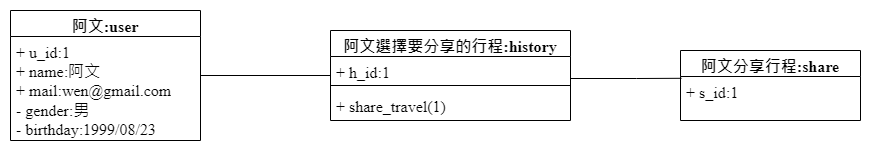 阿文:user
+ u_id:1
+ name:阿文
+ mail:wen@gmail.com
- gender:男
- birthday:1999/08/23
阿文選擇要分享的行程:history
+ h_id:1
+ share_travel(1)
阿文分享行程:share
+ s_id:1